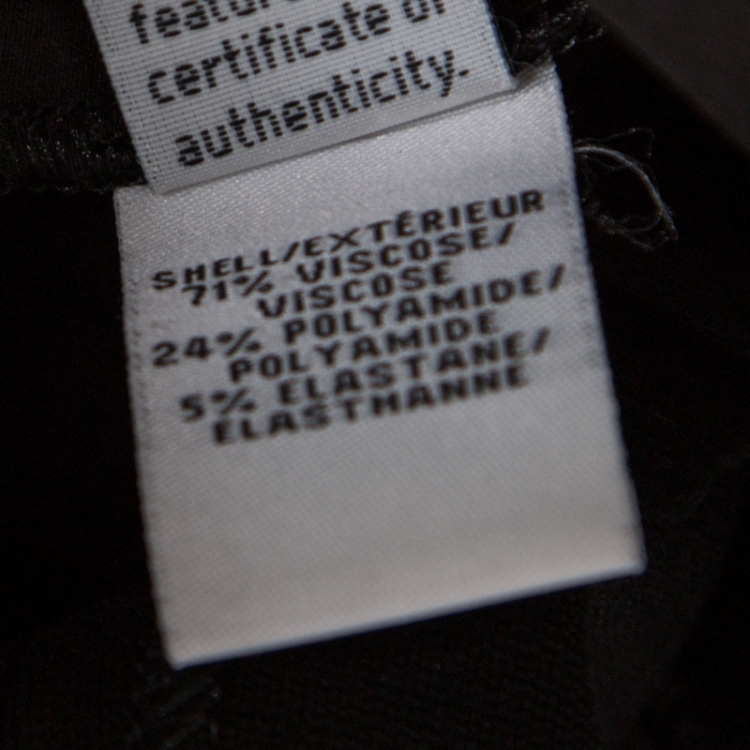 certificate of
authenticity.
SHELL/EXTÉRIEUR
71% VISCOSE/
VISCOSE
24% POLYAMIDE/
POLYAMIDE
5% ELASTANE/
ELASTHANNE